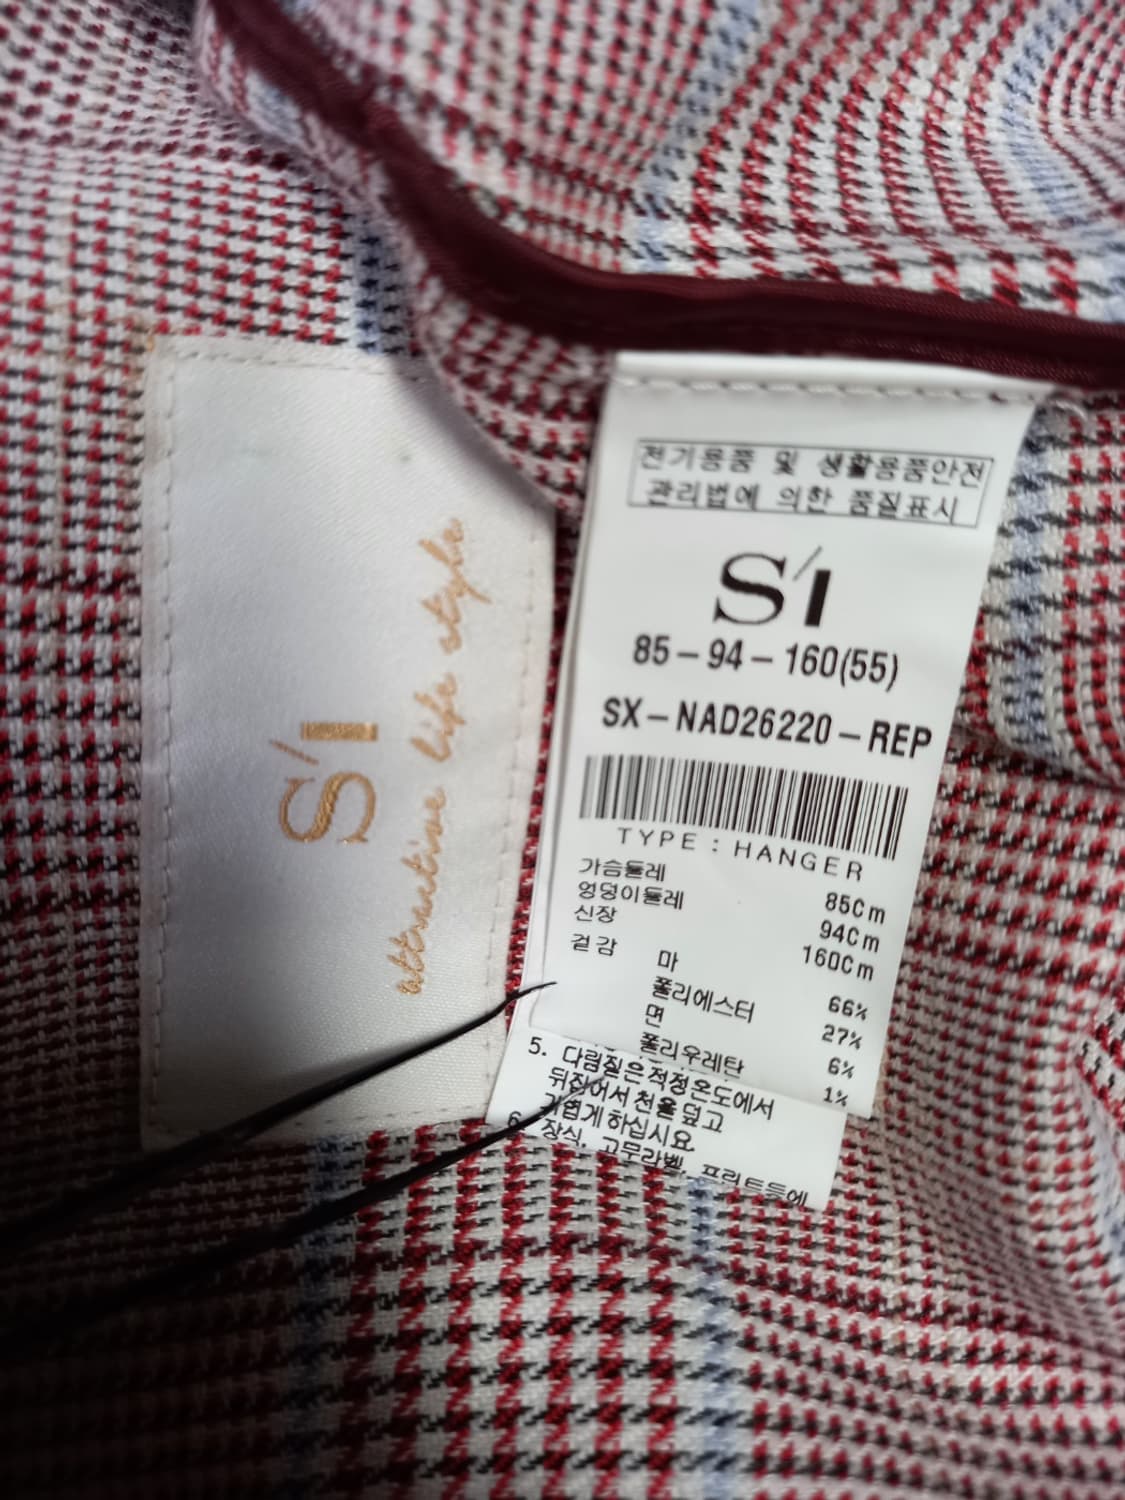 S'I
attractive life style
전기용품 및 생활용품안전
관리법에 의한 품질표시
S'I
85-94-160(55)
SX-NAD26220-REP
TYPE : HANGER
가슴둘레 85Cm
엉덩이둘레 94Cm
신장 160Cm
겉감 마 66%
폴리에스터 27%
면 6%
폴리우레탄 1%
5. 다림질은 적정온도에서
뒤집어서 천을 덮고
가볍게 하십시요.
6. 장식, 고무라벨, 프린트등에